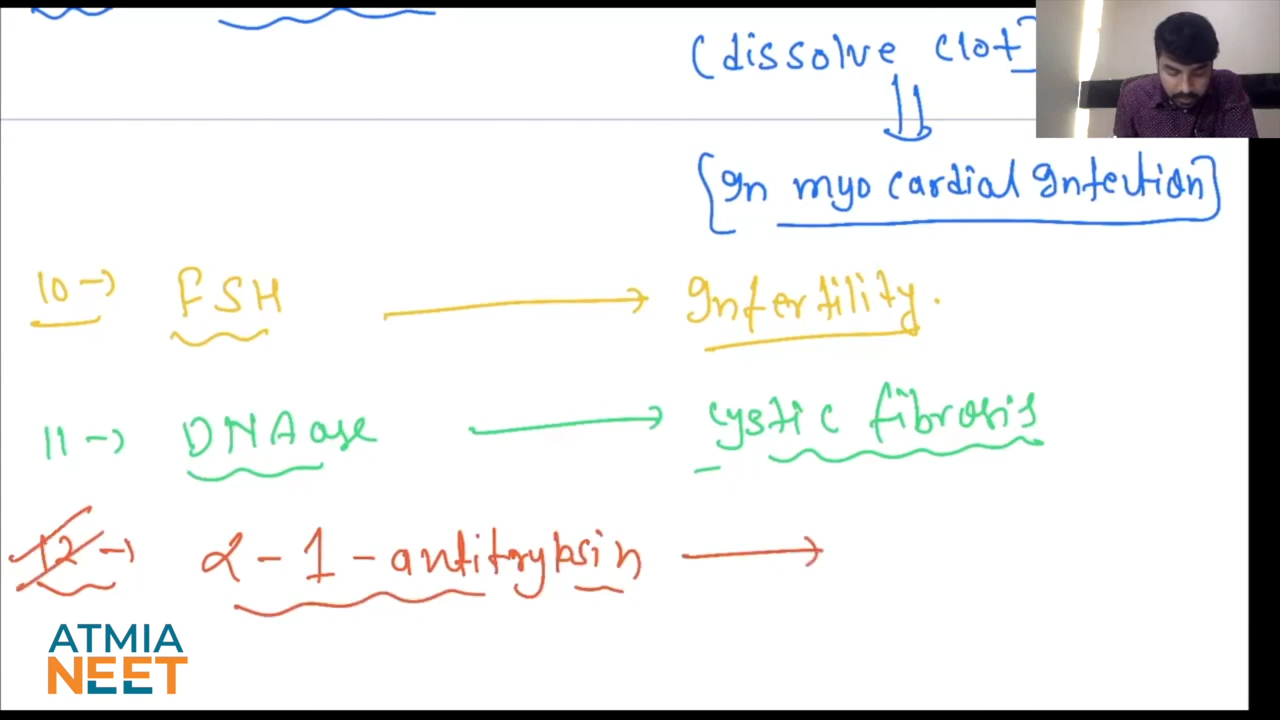 (dissolve clot]
[In myo cardial Infection]
10→ FSH → Infertility.
11→ DNAase → cystic fibrosis
12→ α-1-antitrypsin →
ATMIA
NEET